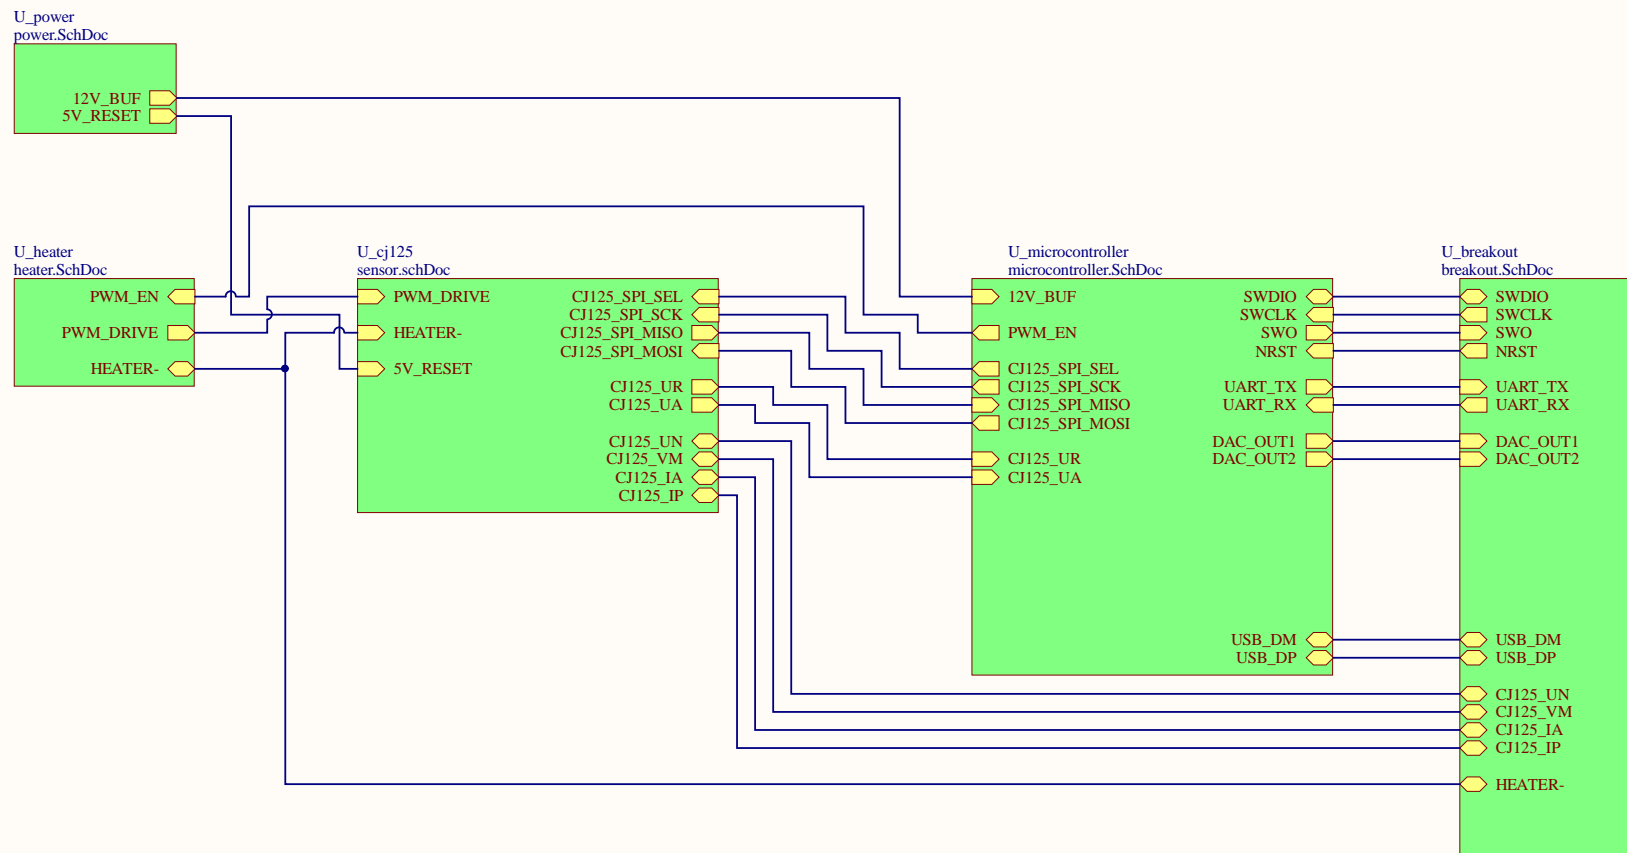 U_power
power.SchDoc
12V_BUF
5V_RESET
U_heater
heater.SchDoc
PWM_EN
PWM_DRIVE
HEATER-
U_cj125
sensor.schDoc
PWM_DRIVE
HEATER-
5V_RESET
CJ125_SPI_SEL
CJ125_SPI_SCK
CJ125_SPI_MISO
CJ125_SPI_MOSI
CJ125_UR
CJ125_UA
CJ125_UN
CJ125_VM
CJ125_IA
CJ125_IP
U_microcontroller
microcontroller.SchDoc
12V_BUF
PWM_EN
CJ125_SPI_SEL
CJ125_SPI_SCK
CJ125_SPI_MISO
CJ125_SPI_MOSI
CJ125_UR
CJ125_UA
SWDIO
SWCLK
SWO
NRST
UART_TX
UART_RX
DAC_OUT1
DAC_OUT2
USB_DM
USB_DP
U_breakout
breakout.SchDoc
SWDIO
SWCLK
SWO
NRST
UART_TX
UART_RX
DAC_OUT1
DAC_OUT2
USB_DM
USB_DP
CJ125_UN
CJ125_VM
CJ125_IA
CJ125_IP
HEATER-